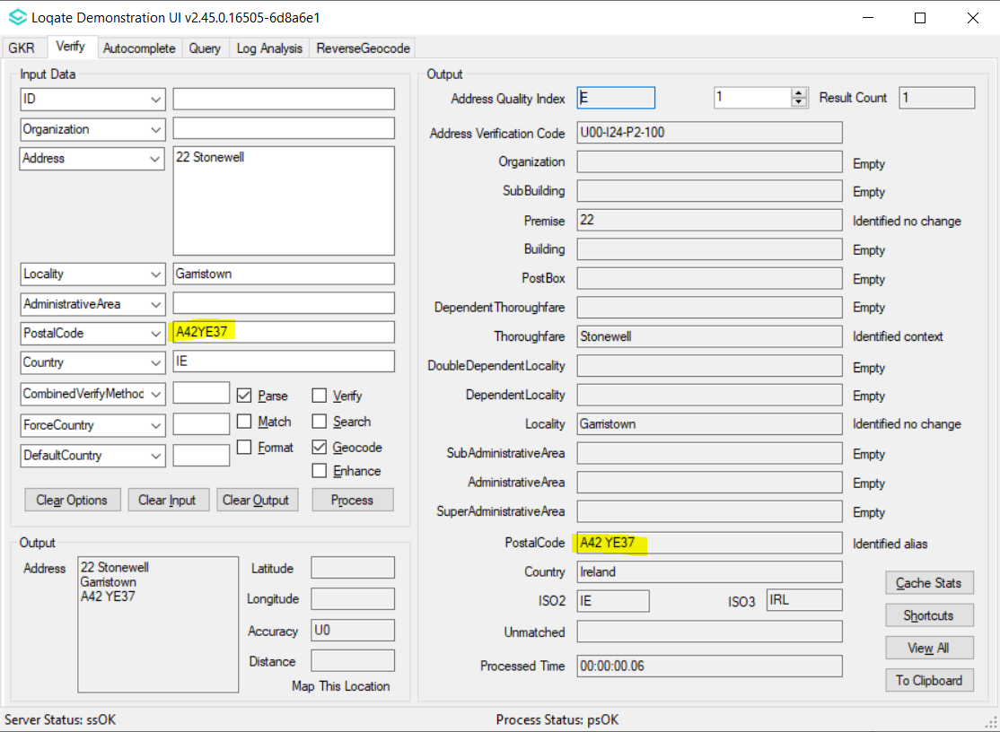 Loqate Demonstration UI v2.45.0.16505-6d8a6e1
GKR Verify Autocomplete Query Log Analysis ReverseGeocode
Input Data
ID
Organization
Address 22 Stonewell
Locality Garristown
AdministrativeArea
PostalCode A42YE37
Country IE
CombinedVerifyMethod Parse Verify
ForceCountry Match Search
DefaultCountry Format Geocode
Enhance
Clear Options Clear Input Clear Output Process
Output
Address 22 Stonewell
Garristown
A42 YE37
Latitude
Longitude
Accuracy U0
Distance
Map This Location
Output
Address Quality Index E 1 Result Count 1
Address Verification Code U00-I24-P2-100
Organization Empty
SubBuilding Empty
Premise 22 Identified no change
Building Empty
PostBox Empty
DependentThoroughfare Empty
Thoroughfare Stonewell Identified context
DoubleDependentLocality Empty
DependentLocality Empty
Locality Garristown Identified no change
SubAdministrativeArea Empty
AdministrativeArea Empty
SuperAdministrativeArea Empty
PostalCode A42 YE37 Identified alias
Country Ireland
ISO2 IE ISO3 IRL
Unmatched
Processed Time 00:00:00.06
Cache Stats
Shortcuts
View All
To Clipboard
Server Status: ssOK Process Status: psOK